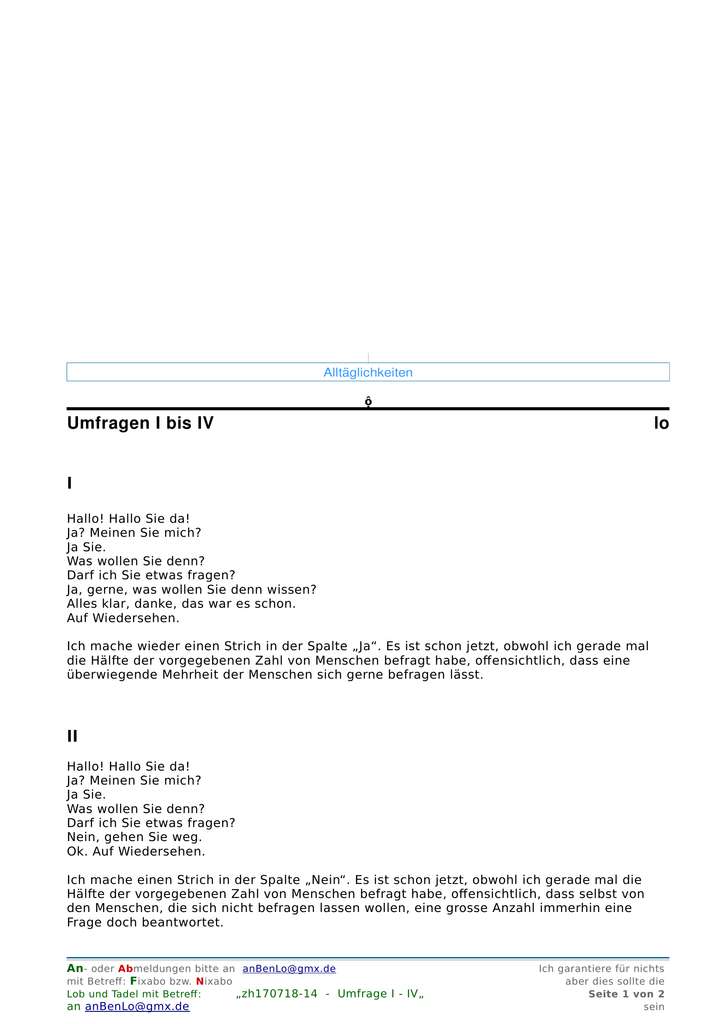 Alltäglichkeiten
ô
Umfragen I bis IV lo
I
Hallo! Hallo Sie da!
Ja? Meinen Sie mich?
Ja Sie.
Was wollen Sie denn?
Darf ich Sie etwas fragen?
Ja, gerne, was wollen Sie denn wissen?
Alles klar, danke, das war es schon.
Auf Wiedersehen.
Ich mache wieder einen Strich in der Spalte „Ja“. Es ist schon jetzt, obwohl ich gerade mal
die Hälfte der vorgegebenen Zahl von Menschen befragt habe, offensichtlich, dass eine
überwiegende Mehrheit der Menschen sich gerne befragen lässt.
II
Hallo! Hallo Sie da!
Ja? Meinen Sie mich?
Ja Sie.
Was wollen Sie denn?
Darf ich Sie etwas fragen?
Nein, gehen Sie weg.
Ok. Auf Wiedersehen.
Ich mache einen Strich in der Spalte „Nein“. Es ist schon jetzt, obwohl ich gerade mal die
Hälfte der vorgegebenen Zahl von Menschen befragt habe, offensichtlich, dass selbst von
den Menschen, die sich nicht befragen lassen wollen, eine grosse Anzahl immerhin eine
Frage doch beantwortet.
An- oder Abmeldungen bitte an anBenLo@gmx.de Ich garantiere für nichts
mit Betreff: Fixabo bzw. Nixabo aber dies sollte die
Lob und Tadel mit Betreff: „zh170718-14 - Umfrage I - IV„ Seite 1 von 2
an anBenLo@gmx.de sein